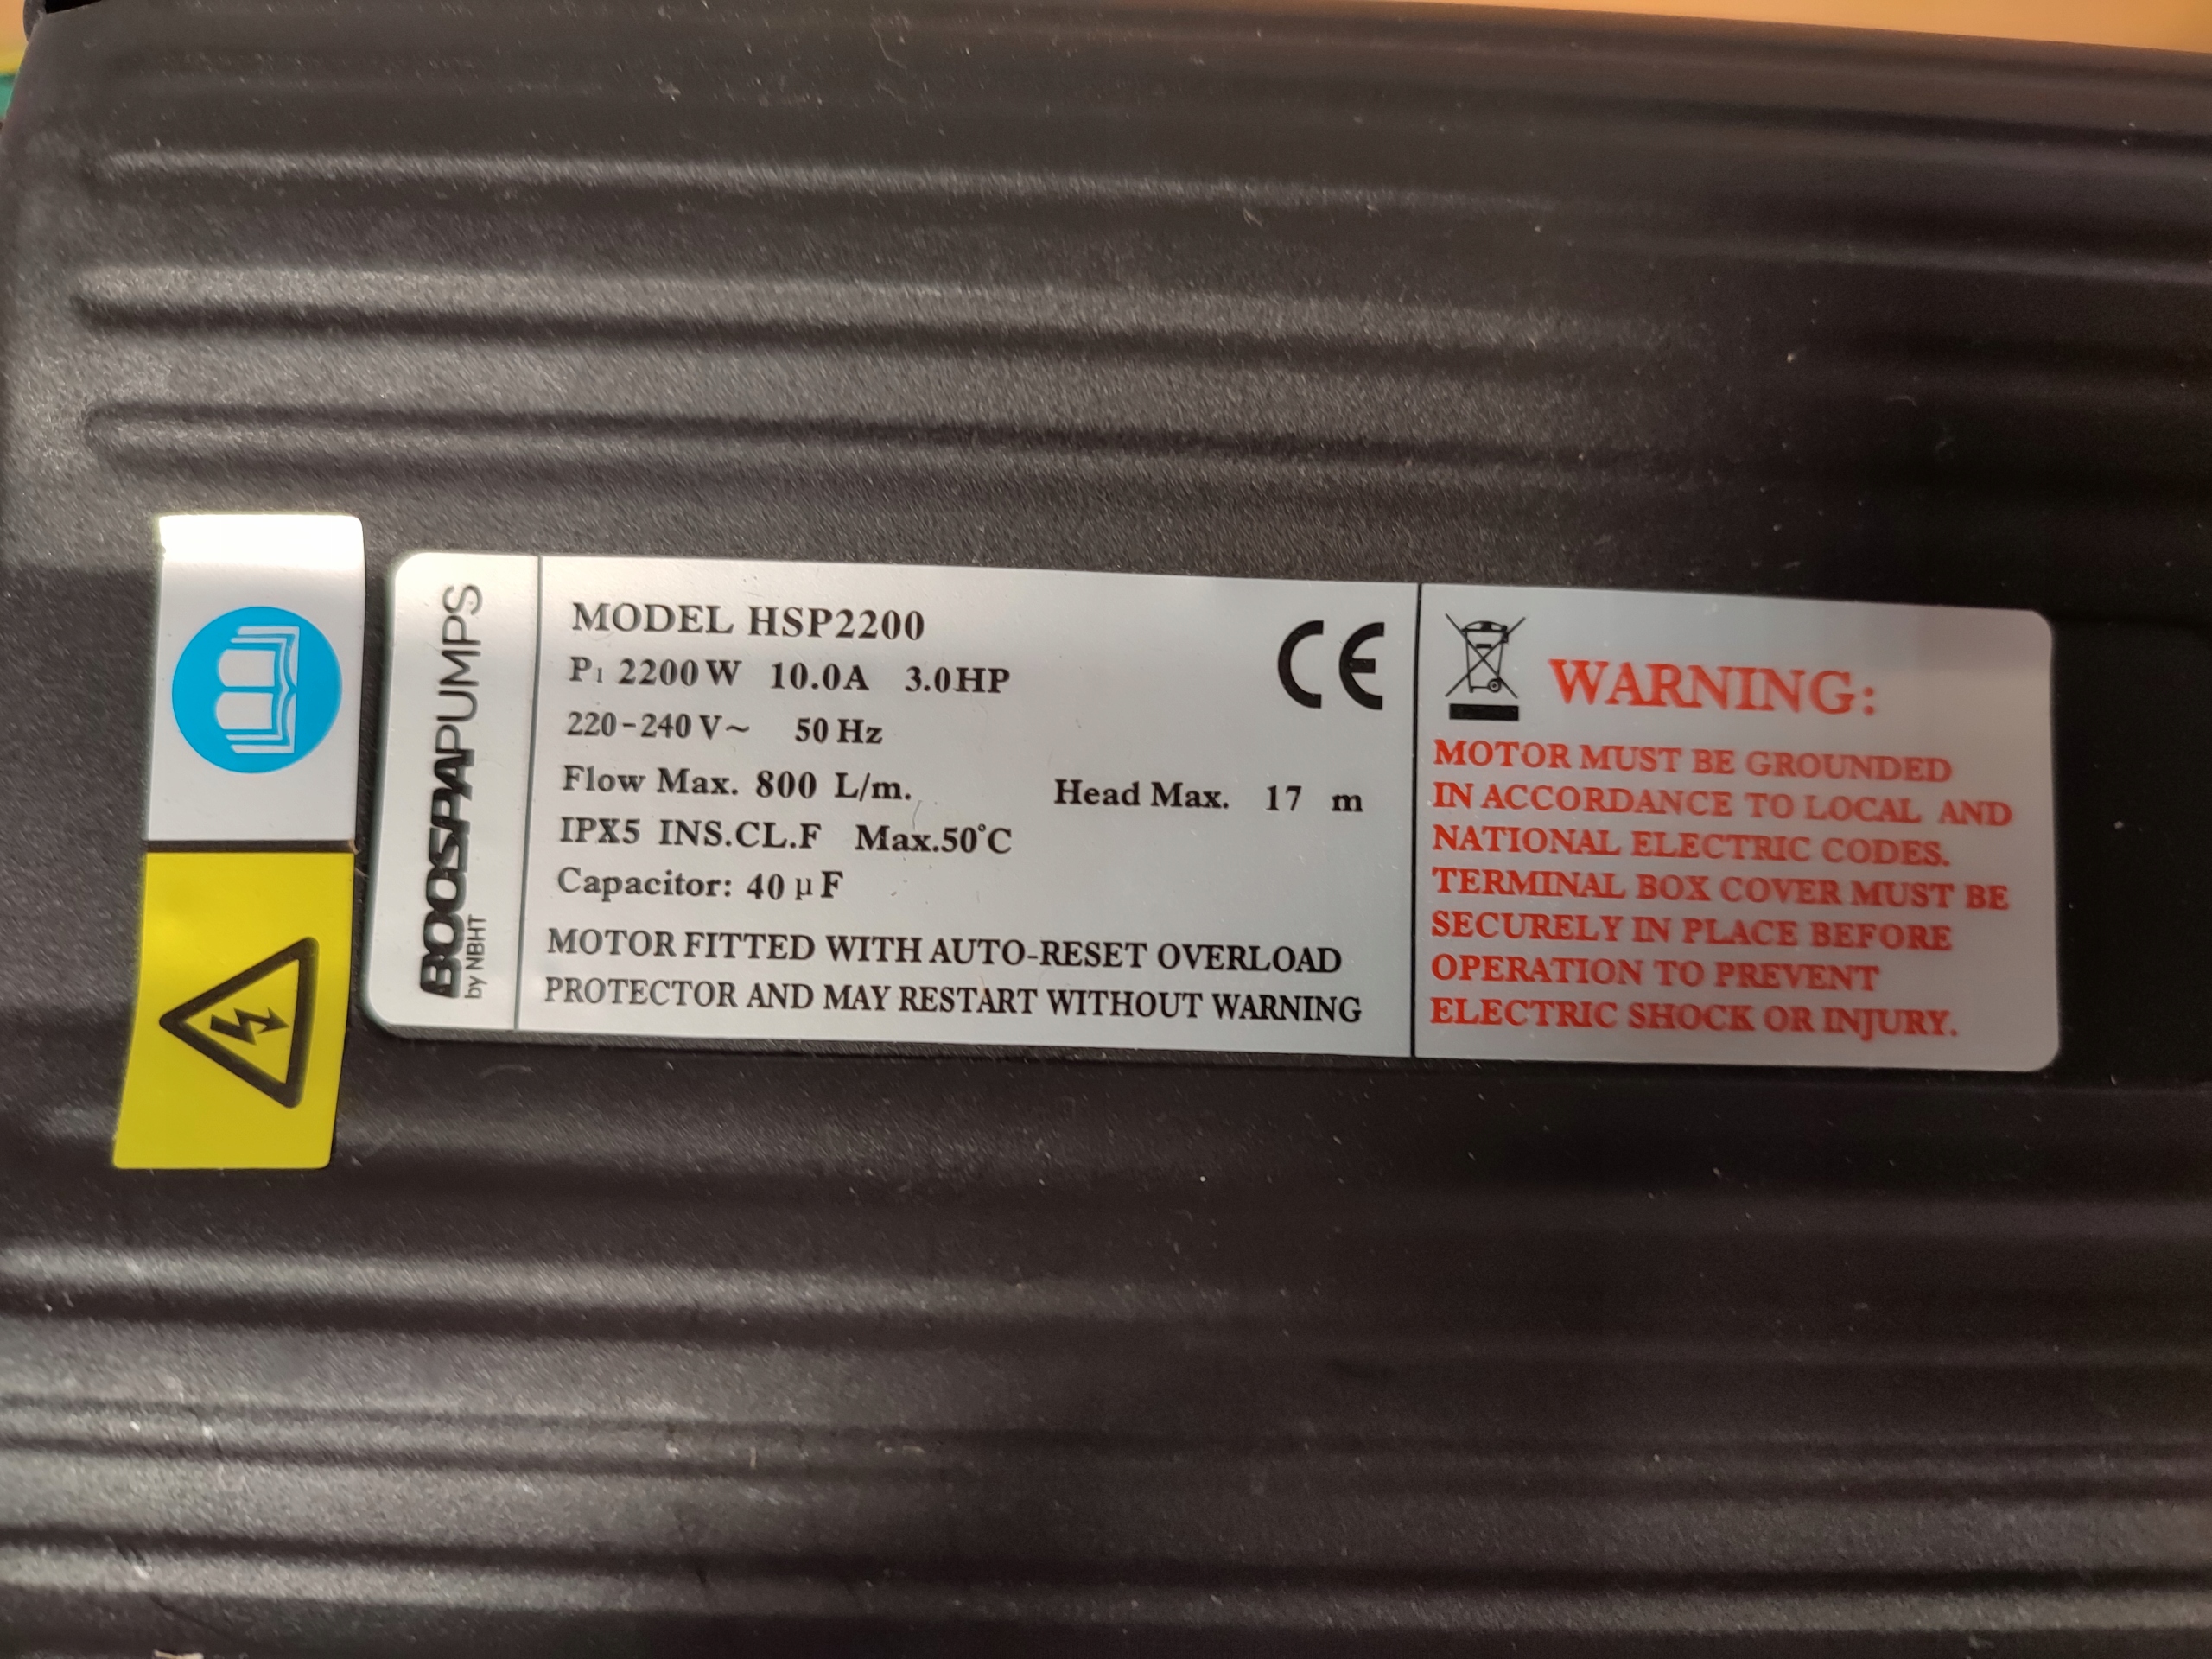 BOOSPAPUMPS
by NBHT
MODEL HSP2200
P1 2200 W 10.0A 3.0HP
220-240 V~ 50 Hz
Flow Max. 800 L/m. Head Max. 17 m
IPX5 INS.CL.F Max.50°C
Capacitor: 40 µF
MOTOR FITTED WITH AUTO-RESET OVERLOAD
PROTECTOR AND MAY RESTART WITHOUT WARNING
CE
WARNING:
MOTOR MUST BE GROUNDED
IN ACCORDANCE TO LOCAL AND
NATIONAL ELECTRIC CODES.
TERMINAL BOX COVER MUST BE
SECURELY IN PLACE BEFORE
OPERATION TO PREVENT
ELECTRIC SHOCK OR INJURY.